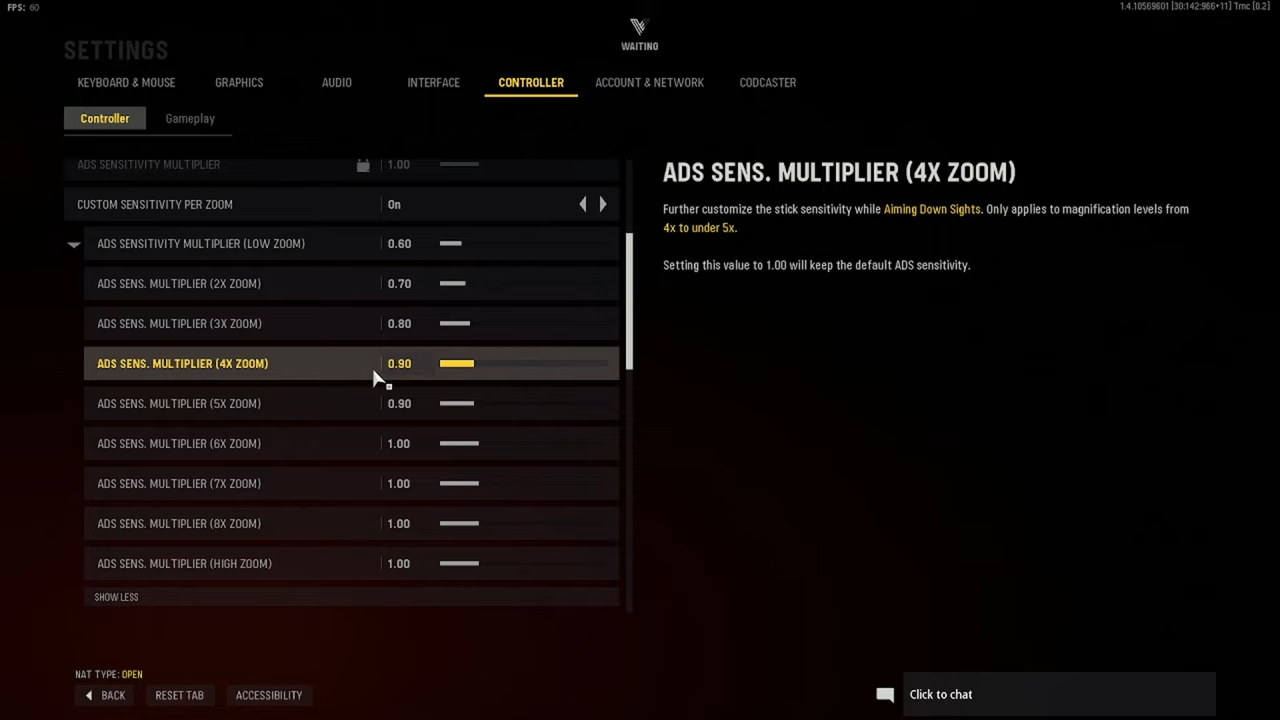 FPS: 60
1.4.10569601 [30:142:966+11] Tmc [0.2]
WAITING
SETTINGS
KEYBOARD & MOUSE GRAPHICS AUDIO INTERFACE CONTROLLER ACCOUNT & NETWORK CODCASTER
Controller Gameplay
ADS SENSITIVITY MULTIPLIER 1.00
CUSTOM SENSITIVITY PER ZOOM On
ADS SENSITIVITY MULTIPLIER (LOW ZOOM) 0.60
ADS SENS. MULTIPLIER (2X ZOOM) 0.70
ADS SENS. MULTIPLIER (3X ZOOM) 0.80
ADS SENS. MULTIPLIER (4X ZOOM) 0.90
ADS SENS. MULTIPLIER (5X ZOOM) 0.90
ADS SENS. MULTIPLIER (6X ZOOM) 1.00
ADS SENS. MULTIPLIER (7X ZOOM) 1.00
ADS SENS. MULTIPLIER (8X ZOOM) 1.00
ADS SENS. MULTIPLIER (HIGH ZOOM) 1.00
SHOW LESS
ADS SENS. MULTIPLIER (4X ZOOM)
Further customize the stick sensitivity while Aiming Down Sights. Only applies to magnification levels from
4x to under 5x.
Setting this value to 1.00 will keep the default ADS sensitivity.
NAT TYPE: OPEN
BACK RESET TAB ACCESSIBILITY
Click to chat